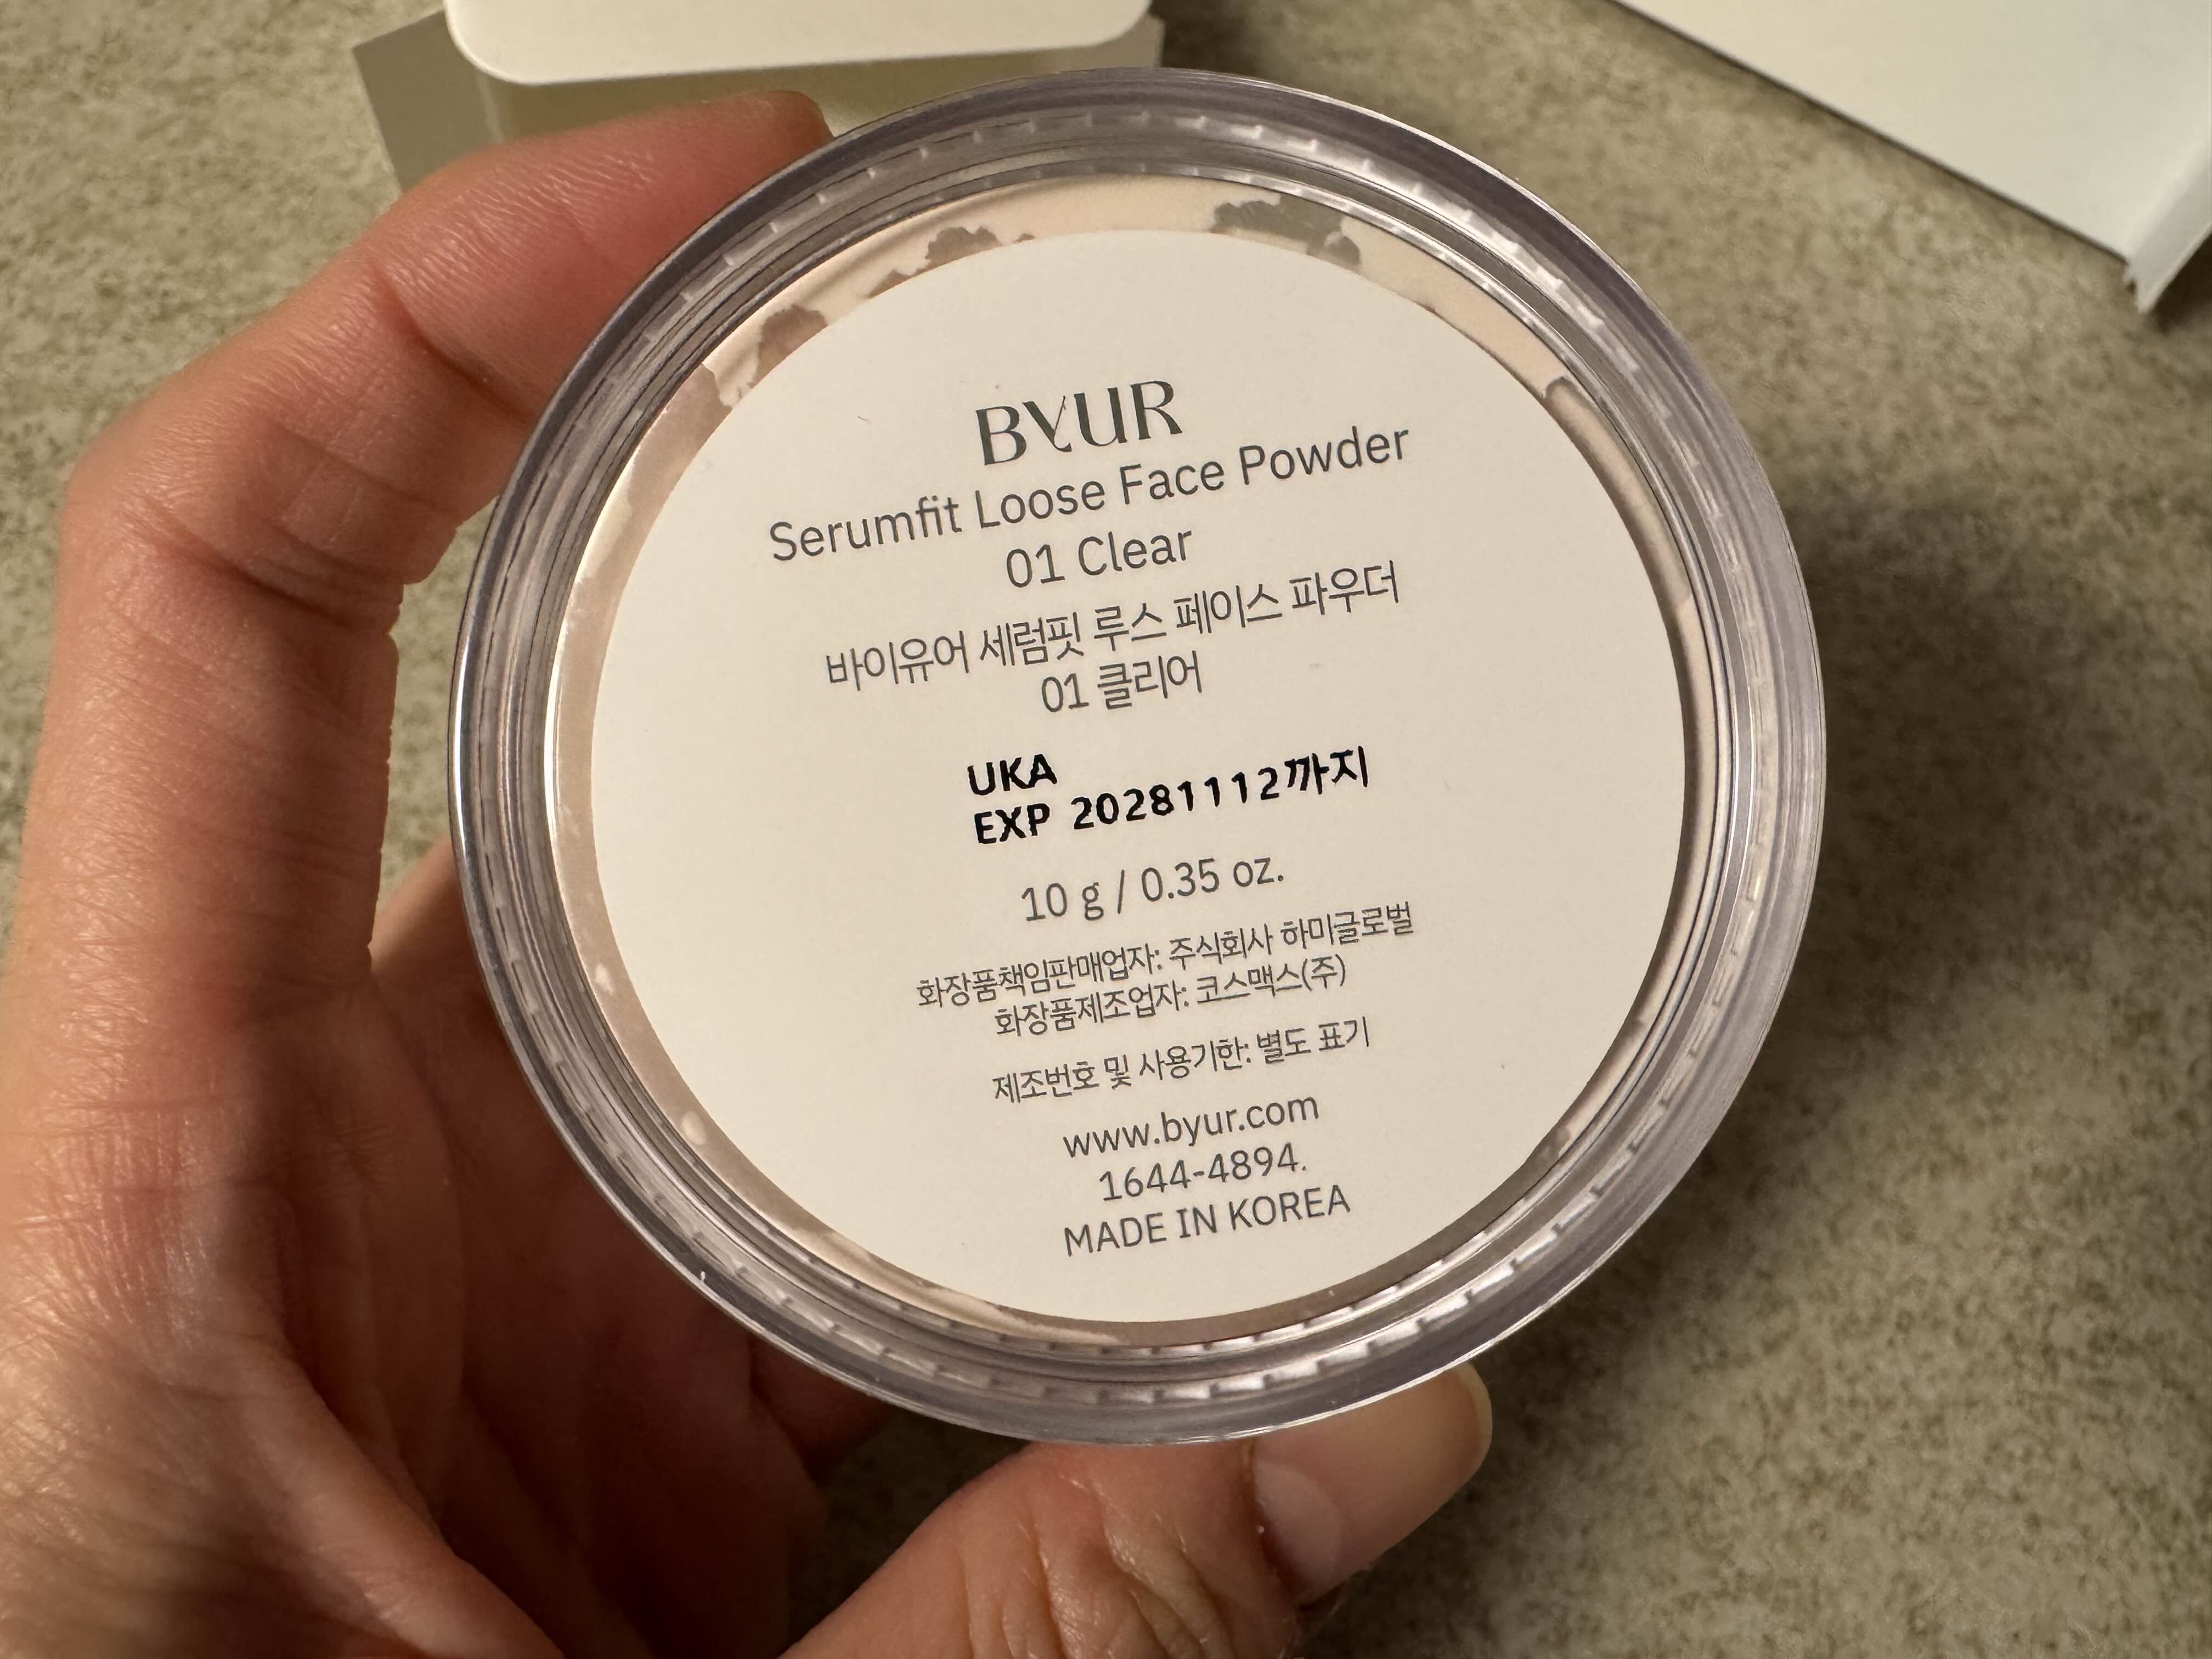 BYUR
Serumfit Loose Face Powder
01 Clear
바이유어 세럼핏 루스 페이스 파우더
01 클리어
UKA
EXP 20281112까지
10 g / 0.35 oz.
화장품책임판매업자: 주식회사 하미글로벌
화장품제조업자: 코스맥스(주)
제조번호 및 사용기한: 별도 표기
www.byur.com
1644-4894.
MADE IN KOREA